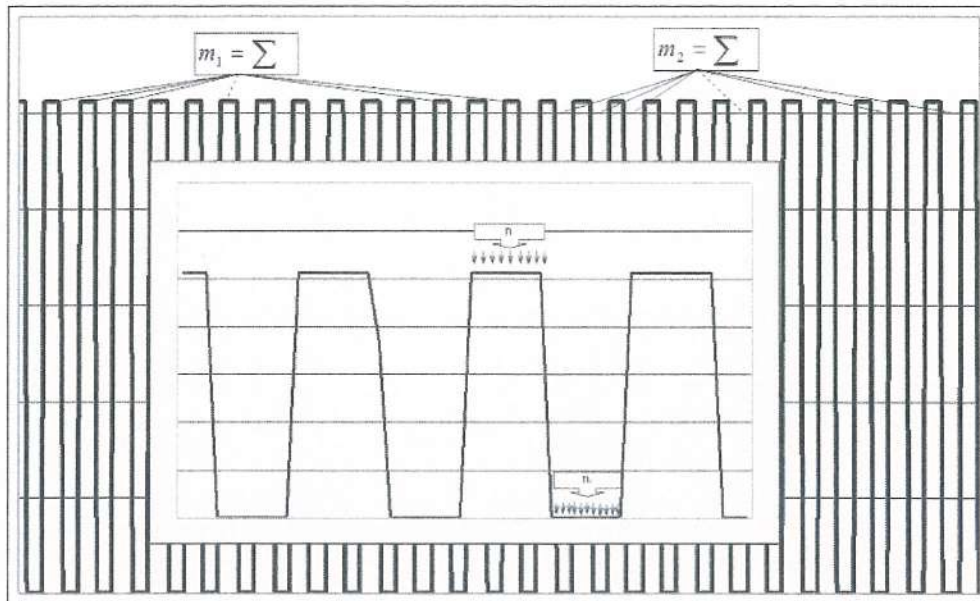 m₁ = ∑
m₂ = ∑
n
n